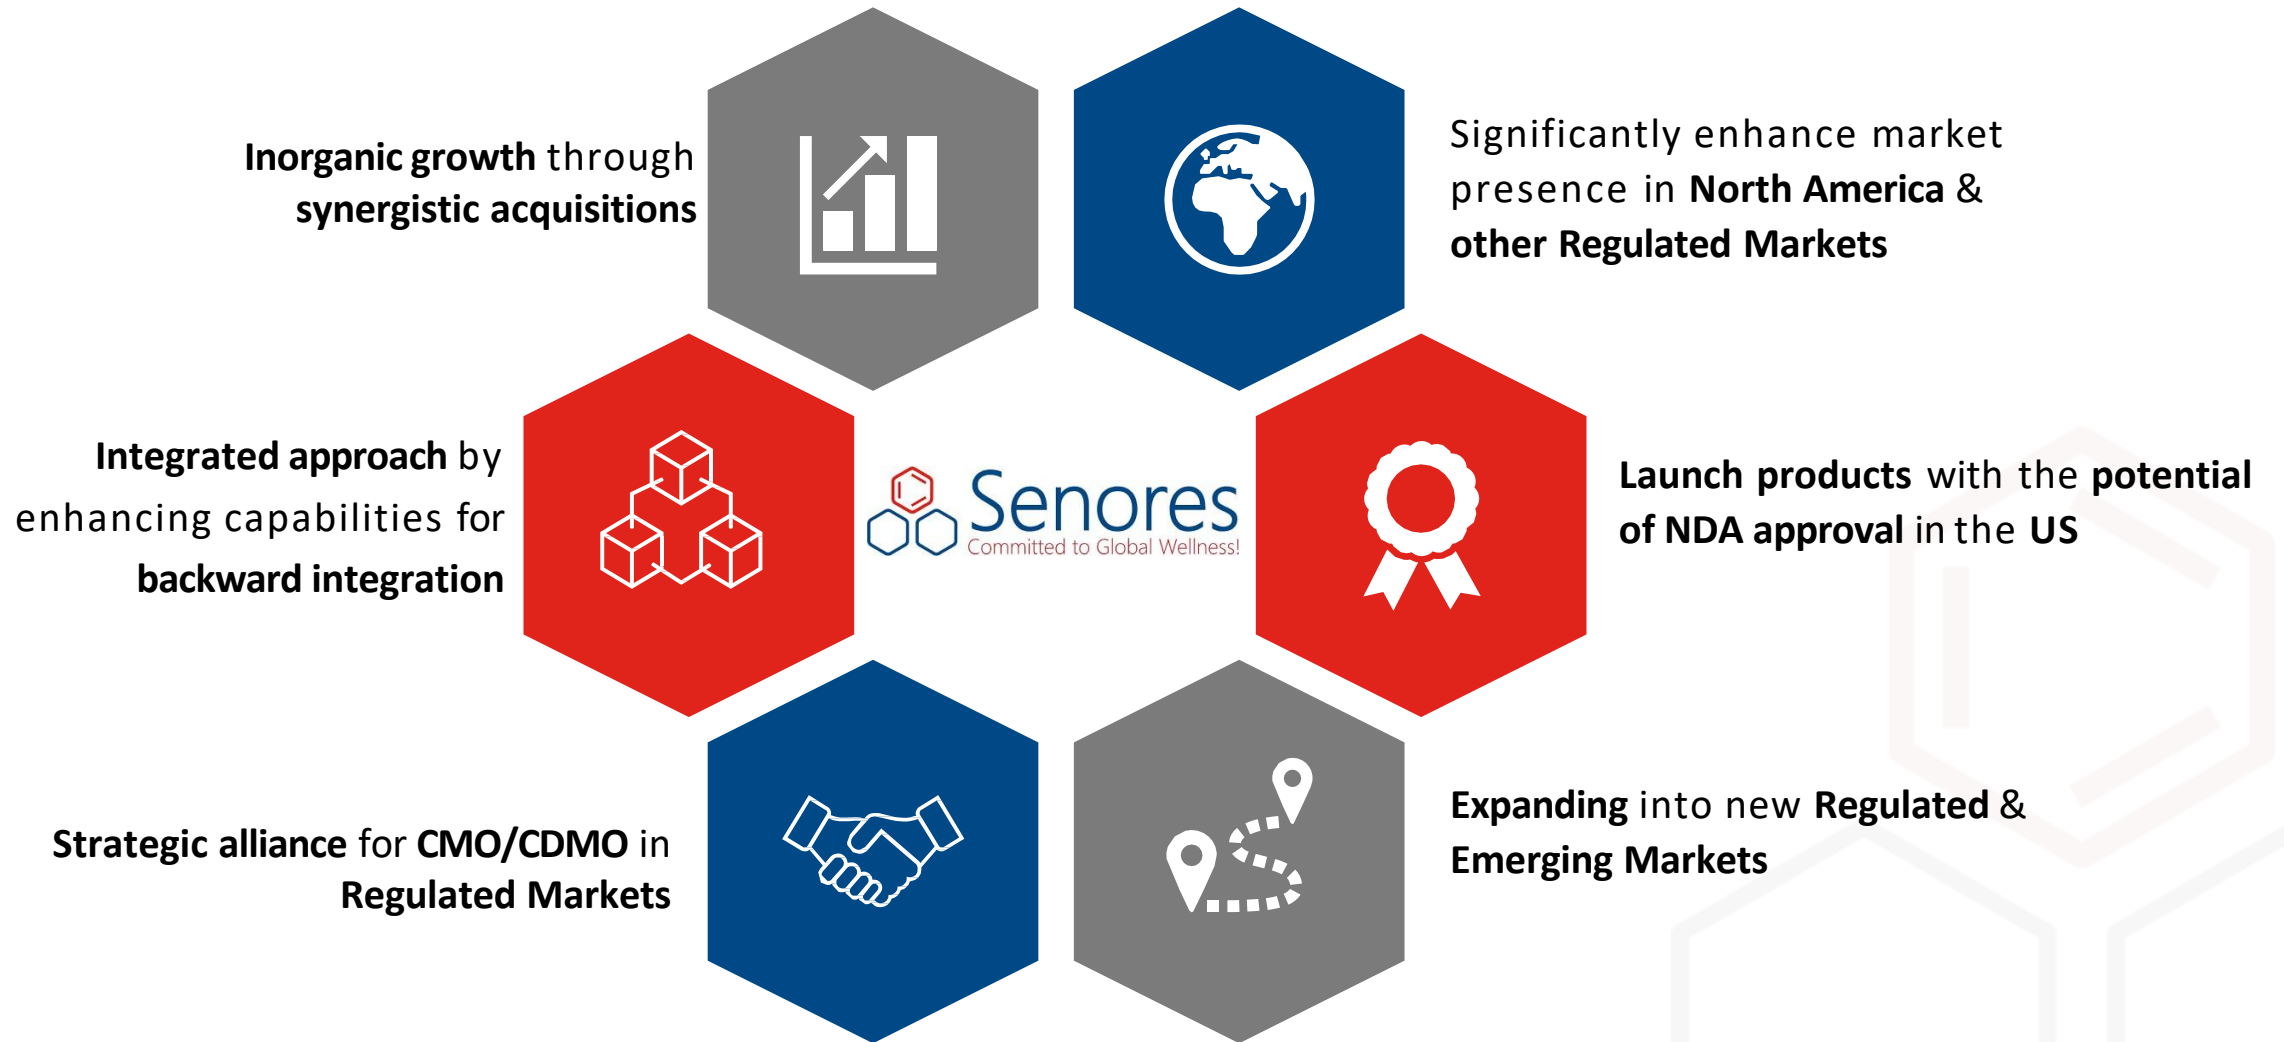 Inorganic growth through
synergistic acquisitions
Significantly enhance market
presence in North America &
other Regulated Markets
Integrated approach by
enhancing capabilities for
backward integration
Senores
Committed to Global Wellness!
Launch products with the potential
of NDA approval in the US
Strategic alliance for CMO/CDMO in
Regulated Markets
Expanding into new Regulated &
Emerging Markets